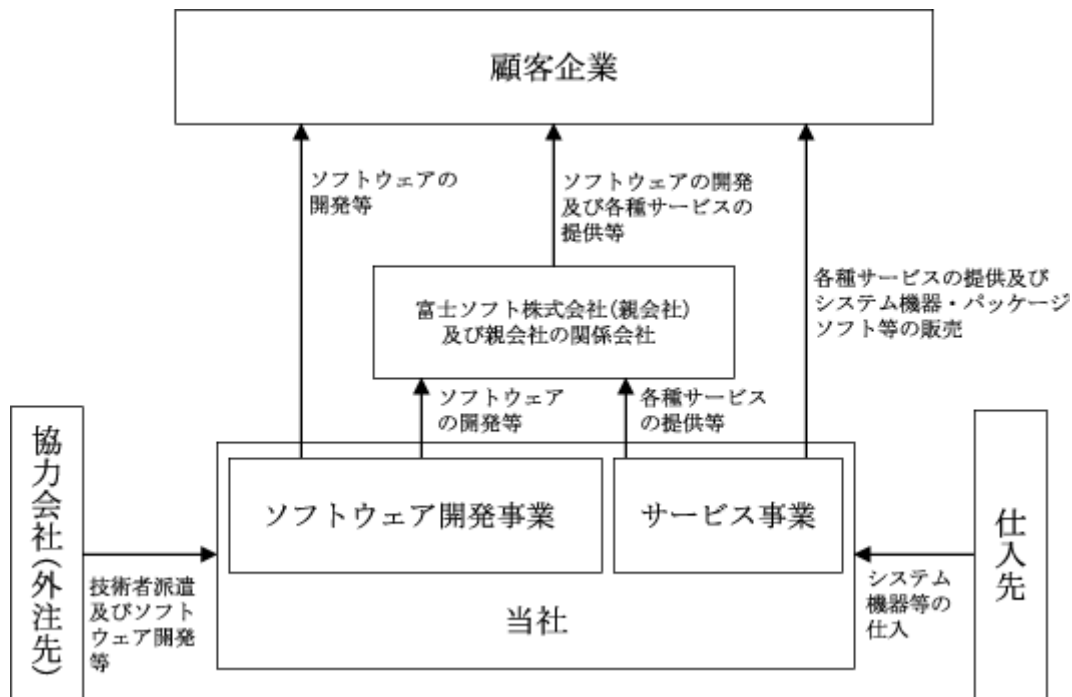 顧客企業
ソフトウェアの
開発等
ソフトウェアの開発
及び各種サービスの
提供等
各種サービスの提供及び
システム機器・パッケージ
ソフト等の販売
富士ソフト株式会社(親会社)
及び親会社の関係会社
ソフトウェア
の開発等
各種サービス
の提供等
協力会社(外注先)
ソフトウェア開発事業
サービス事業
仕入先
技術者派遣
及びソフト
ウェア開発
等
システム
機器等の
仕入
当社